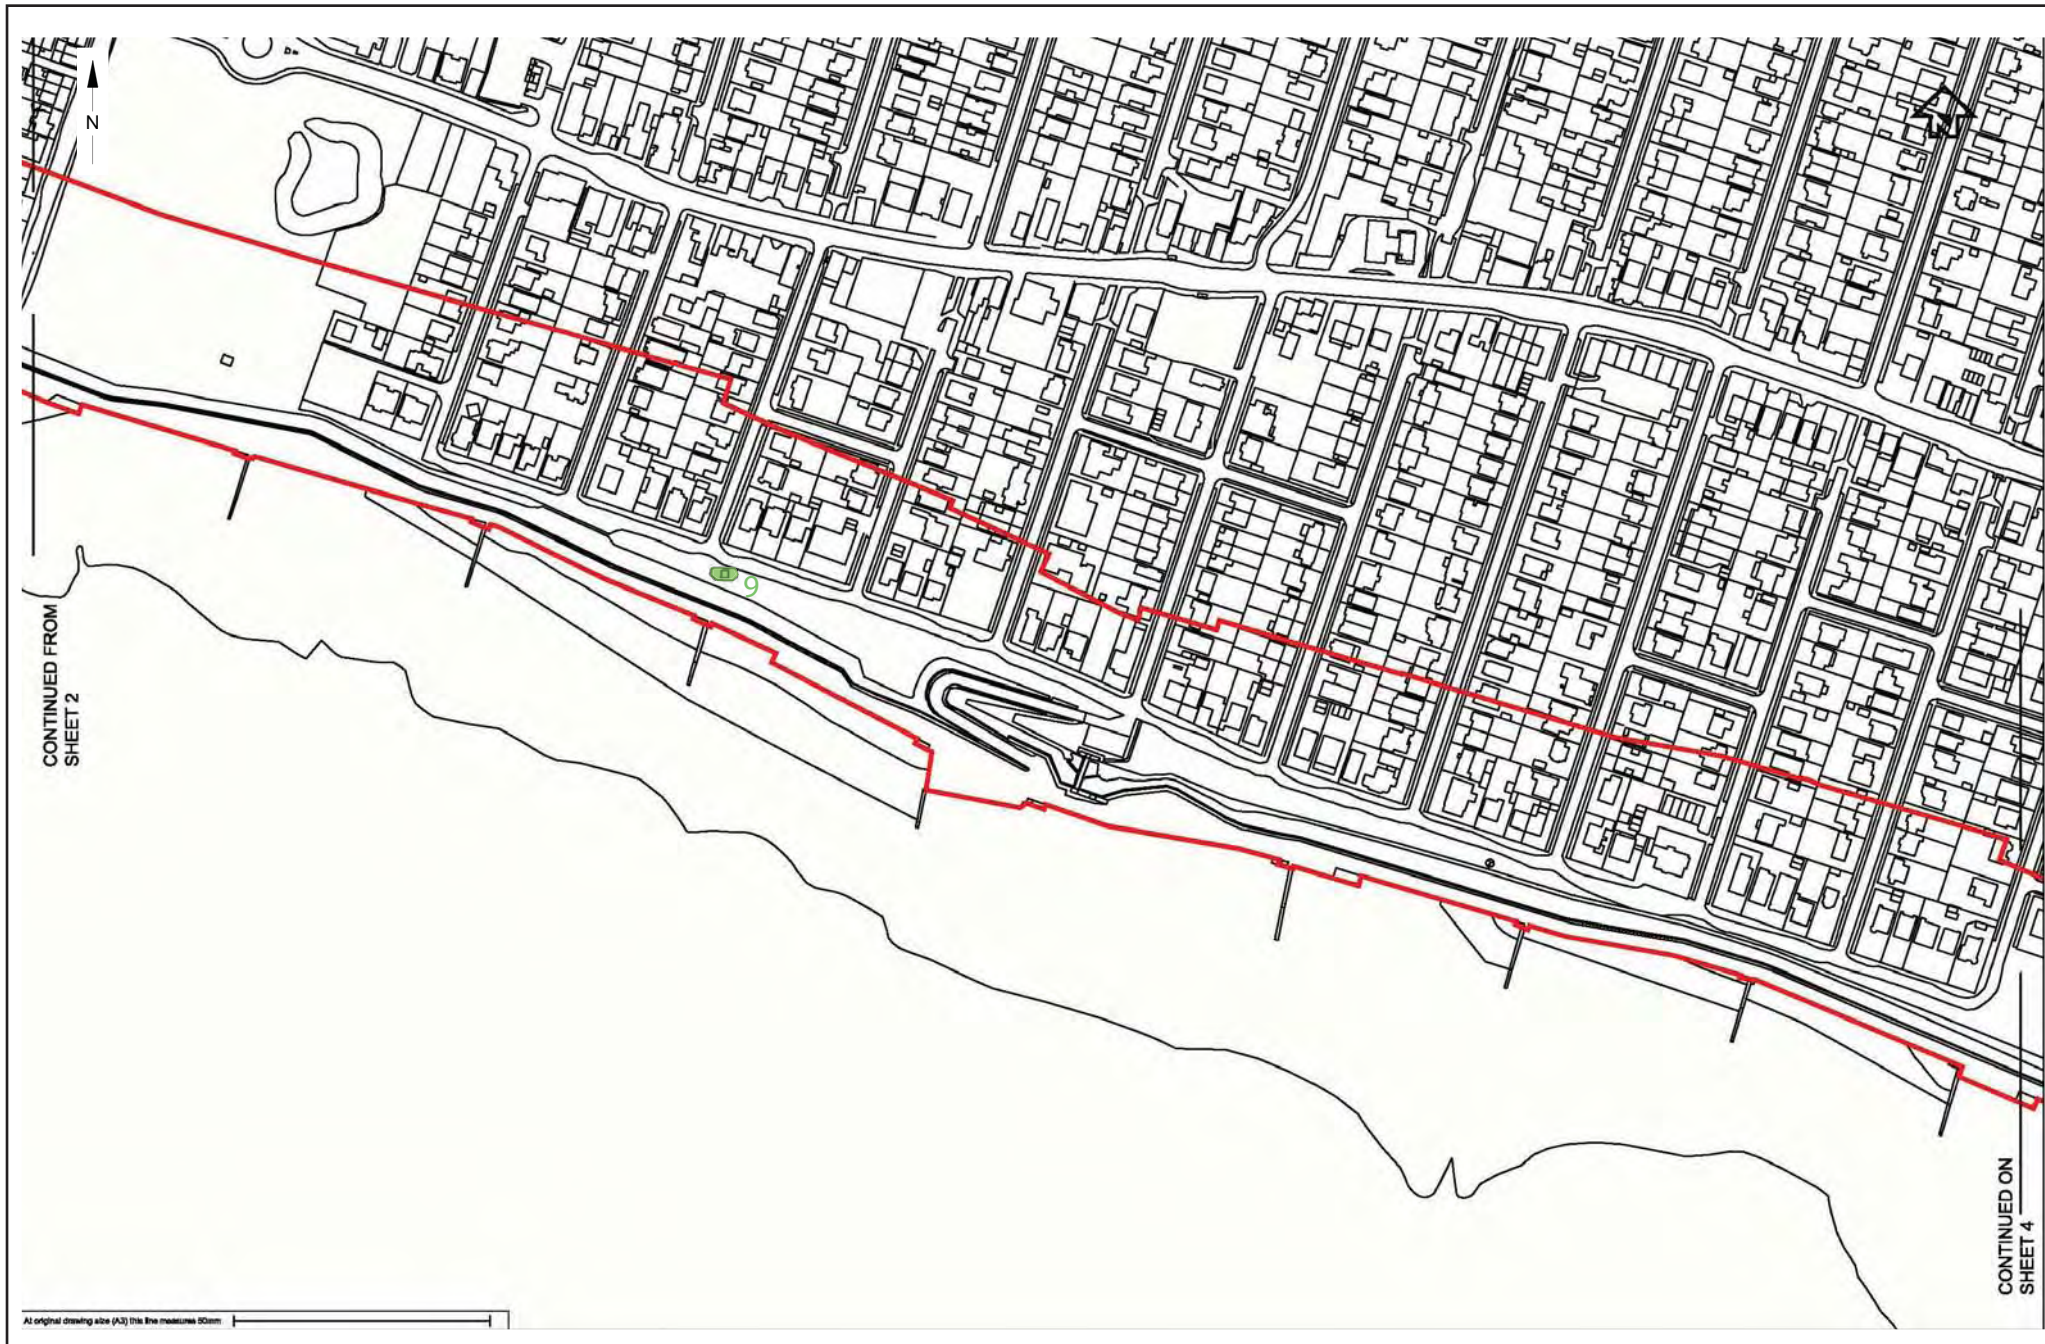 N
N
9
CONTINUED FROM
SHEET 2
CONTINUED ON
SHEET 4
At original drawing size (A3) this line measures 50mm